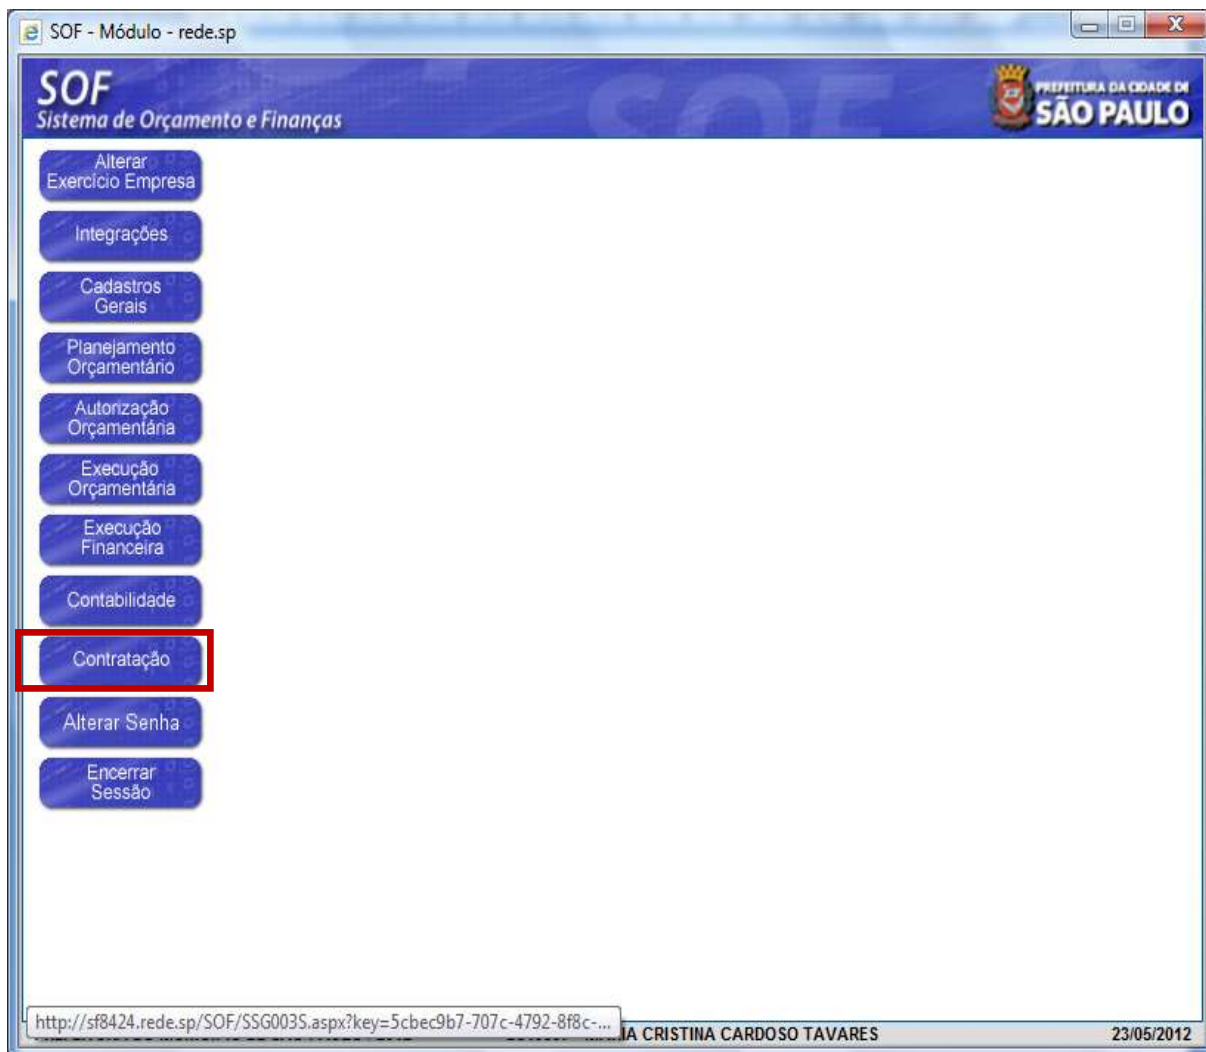 SOF - Módulo - rede.sp
SOF
Sistema de Orçamento e Finanças
PREFEITURA DA CIDADE DE
SÃO PAULO
Alterar
Exercício Empresa
Integrações
Cadastros
Gerais
Planejamento
Orçamentário
Autorização
Orçamentária
Execução
Orçamentária
Execução
Financeira
Contabilidade
Contratação
Alterar Senha
Encerrar
Sessão
http://sf8424.rede.sp/SOF/SSG003S.aspx?key=5cbec9b7-707c-4792-8f8c-...
CRISTINA CARDOSO TAVARES
23/05/2012